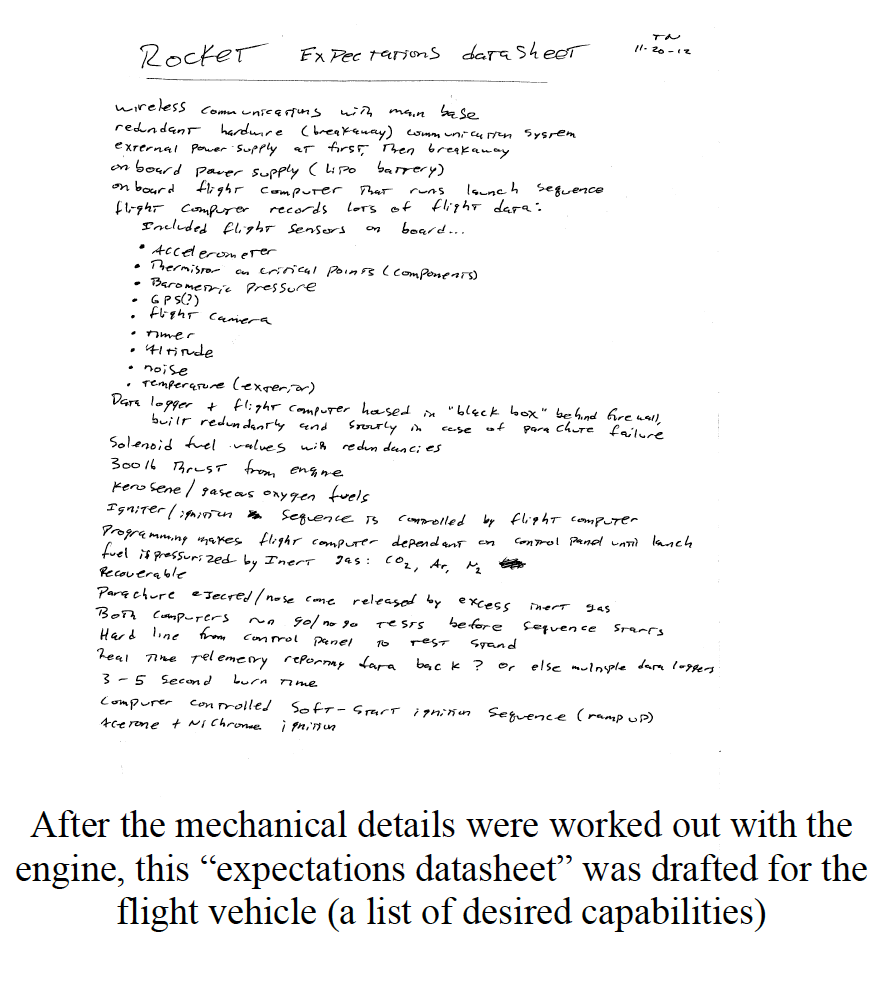 Rocket Expectations datasheet
TN
11-20-12
wireless communications with main base
redundant hardwire (breakaway) communication system
external power supply at first, then breakaway
on board power supply (LiPo battery)
on board flight computer that runs launch sequence
flight computer records lots of flight data:
Included flight sensors on board...
• Accelerometer
• Thermistor on critical points (components)
• Barometric pressure
• GPS(?)
• flight camera
• timer
• Altitude
• noise
• temperature (exterior)
Data logger + flight computer housed in "black box" behind firewall,
built redundantly and stoutly in case of parachute failure
Solenoid fuel valves with redundancies
300 lb thrust from engine
kerosene/gaseous oxygen fuels
Igniter/ignition sequence is controlled by flight computer
Programming makes flight computer dependant on control panel until launch
fuel is pressurized by Inert gas: CO2, Ar, N2
Recoverable
Parachute ejected/nose cone released by excess inert gas
Both computers run go/no go tests before sequence starts
Hard line from control panel to test stand
Real time telemetry reporting data back? or else multiple data loggers
3-5 second burn time
Computer controlled soft-start ignition sequence (ramp up)
Acetone + NiChrome ignition
After the mechanical details were worked out with the
engine, this “expectations datasheet” was drafted for the
flight vehicle (a list of desired capabilities)